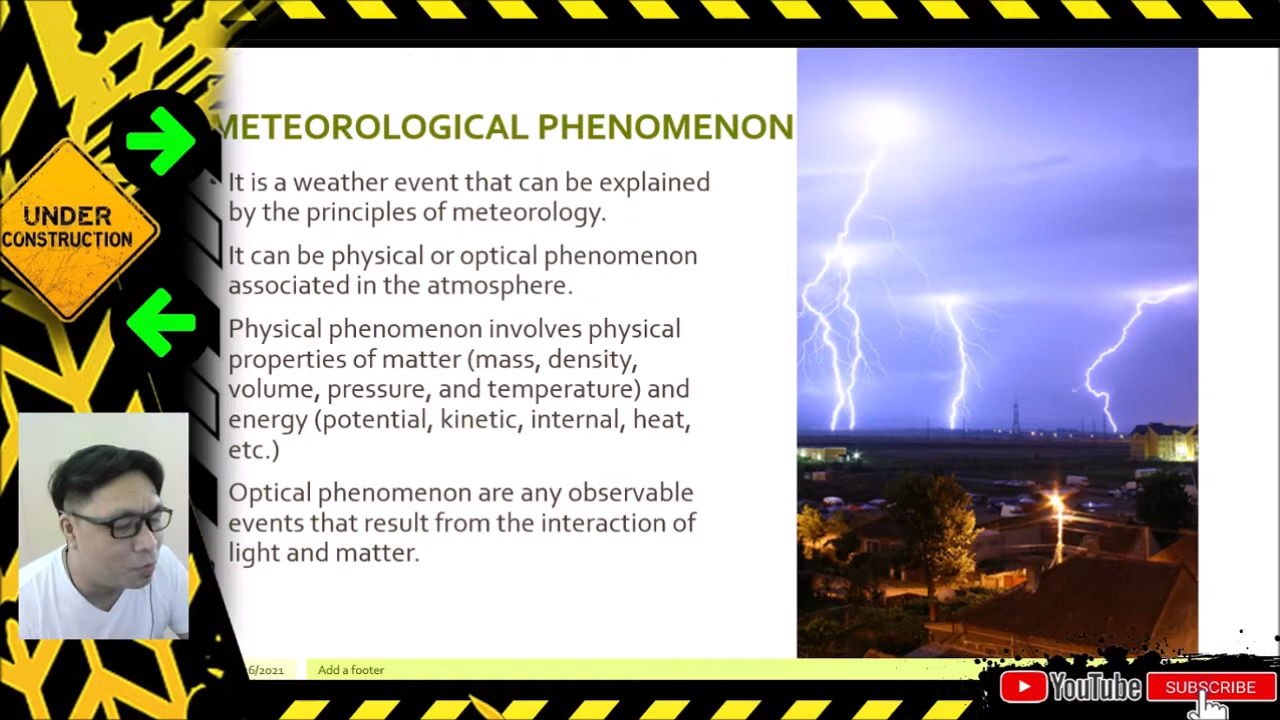 METEOROLOGICAL PHENOMENON
It is a weather event that can be explained
by the principles of meteorology.
It can be physical or optical phenomenon
associated in the atmosphere.
Physical phenomenon involves physical
properties of matter (mass, density,
volume, pressure, and temperature) and
energy (potential, kinetic, internal, heat,
etc.)
Optical phenomenon are any observable
events that result from the interaction of
light and matter.
UNDER
CONSTRUCTION
6/2021
Add a footer
YouTube
SUBSCRIBE